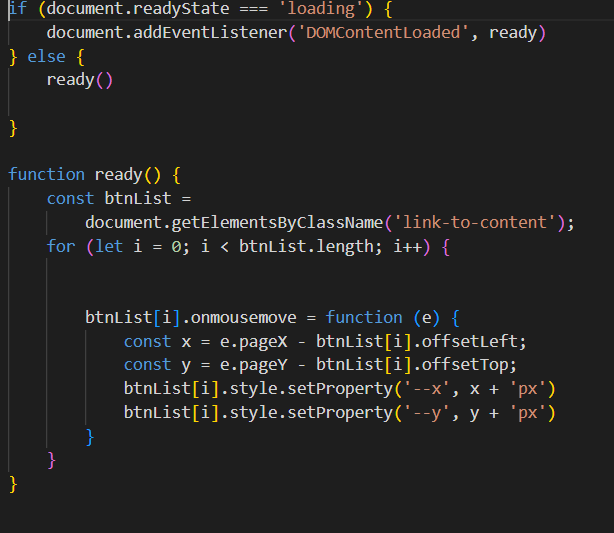 if (document.readyState === 'loading') {
    document.addEventListener('DOMContentLoaded', ready)
} else {
    ready()
}
function ready() {
    const btnList =
        document.getElementsByClassName('link-to-content');
    for (let i = 0; i < btnList.length; i++) {
        btnList[i].onmousemove = function (e) {
            const x = e.pageX - btnList[i].offsetLeft;
            const y = e.pageY - btnList[i].offsetTop;
            btnList[i].style.setProperty('--x', x + 'px')
            btnList[i].style.setProperty('--y', y + 'px')
        }
    }
}